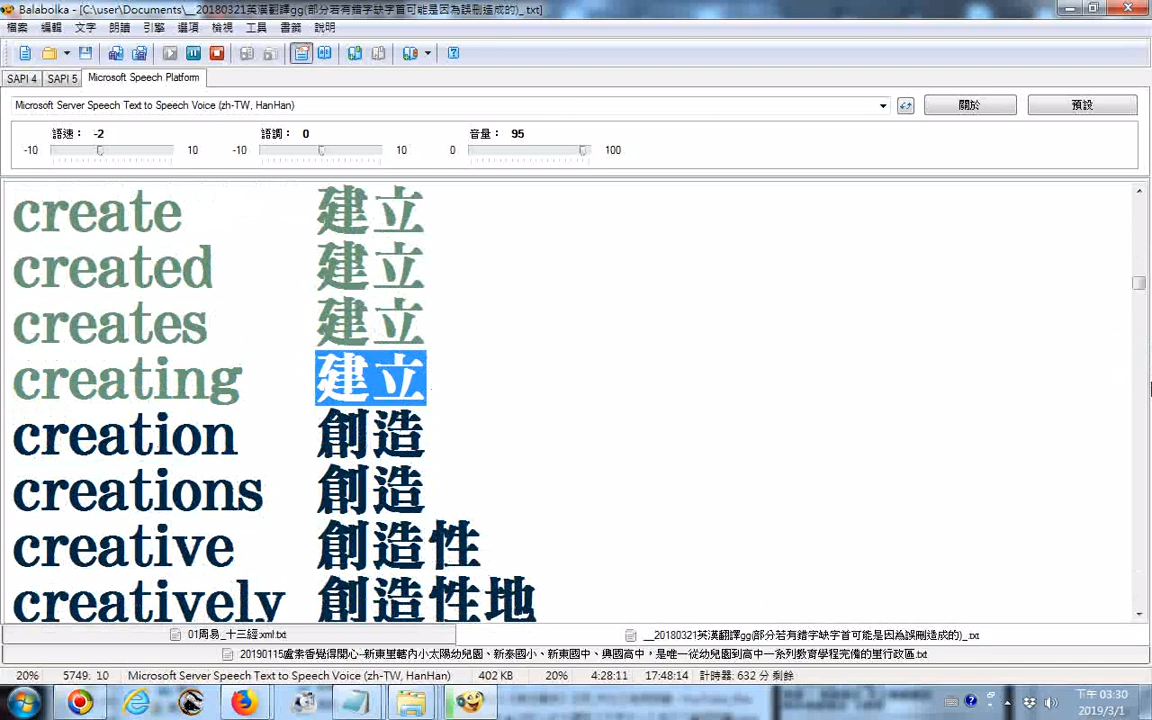 Balabolka - [C:\user\Documents\__20180321英漢翻譯gg(部分若有錯字缺字首可能是因為誤刪造成的)_.txt]
檔案 編輯 文字 朗讀 引擎 選項 檢視 工具 書籤 說明
SAPI 4 SAPI 5 Microsoft Speech Platform
Microsoft Server Speech Text to Speech Voice (zh-TW, HanHan) 關於 預設
語速： -2 語調： 0 音量： 95
-10 10 -10 10 0 100
create 建立
created 建立
creates 建立
creating 建立
creation 創造
creations 創造
creative 創造性
creatively 創造性地
01周易_十三經.xml.txt __20180321英漢翻譯gg(部分若有錯字缺字首可能是因為誤刪造成的)_.txt
20190115盧素香覺得開心--新東里轄內小太陽幼兒園、新泰國小、新東國中、興國高中，是唯一從幼兒園到高中一系列教育學程完備的里行政區.txt
20% 5749: 10 Microsoft Server Speech Text to Speech Voice (zh-TW, HanHan) 402 KB 20% 4:28:11 17:48:14 計時器: 632 分 剩餘
下午 03:30
2019/3/1